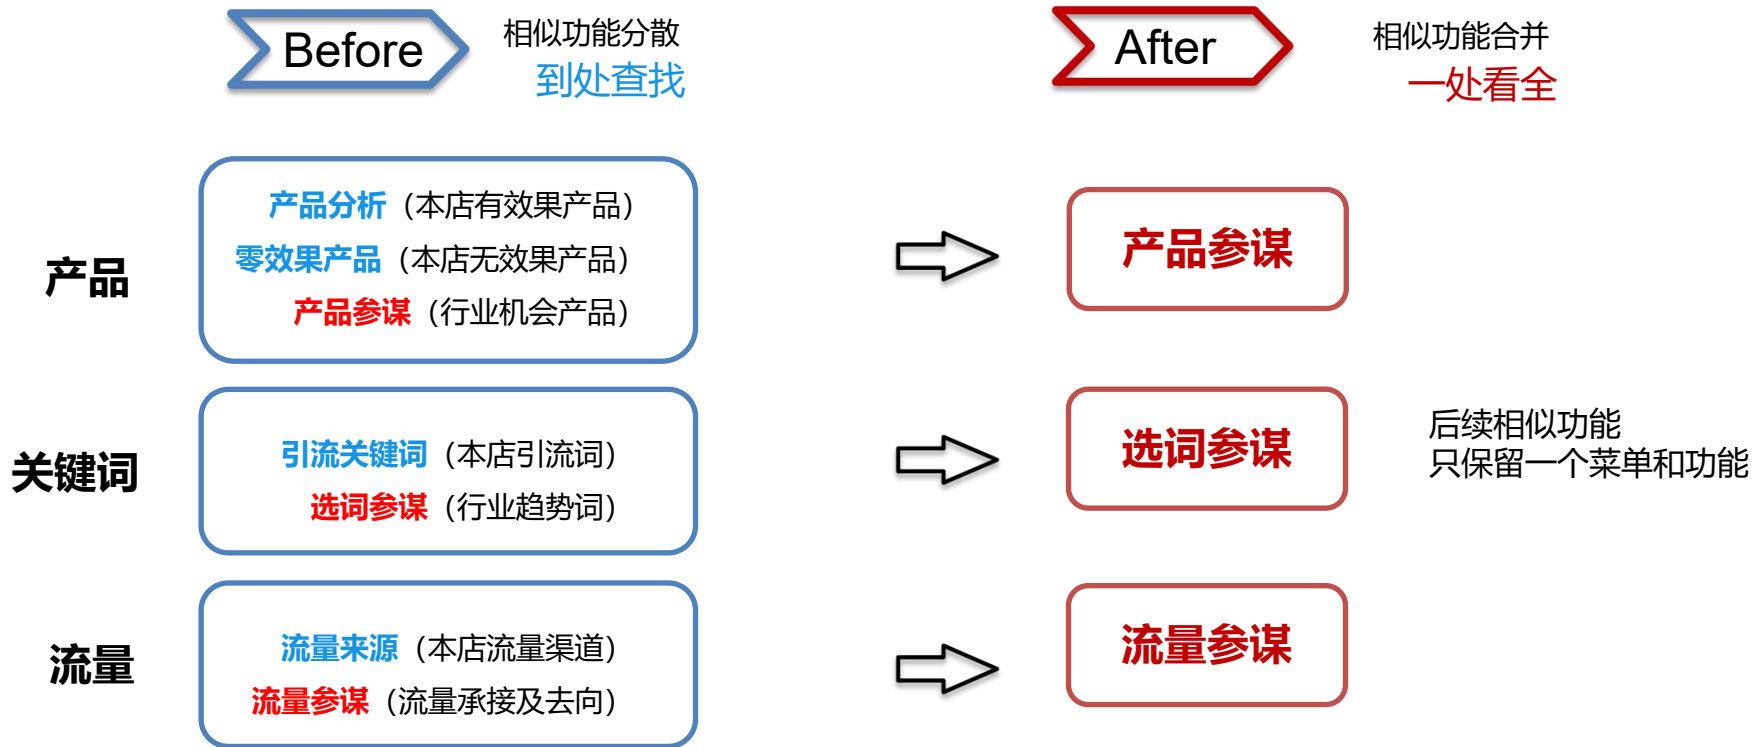 Before
相似功能分散
到处查找
After
相似功能合并
一处看全
产品
产品分析（本店有效果产品）
零效果产品（本店无效果产品）
产品参谋（行业机会产品）
产品参谋
关键词
引流关键词（本店引流词）
选词参谋（行业趋势词）
选词参谋
后续相似功能
只保留一个菜单和功能
流量
流量来源（本店流量渠道）
流量参谋（流量承接及去向）
流量参谋